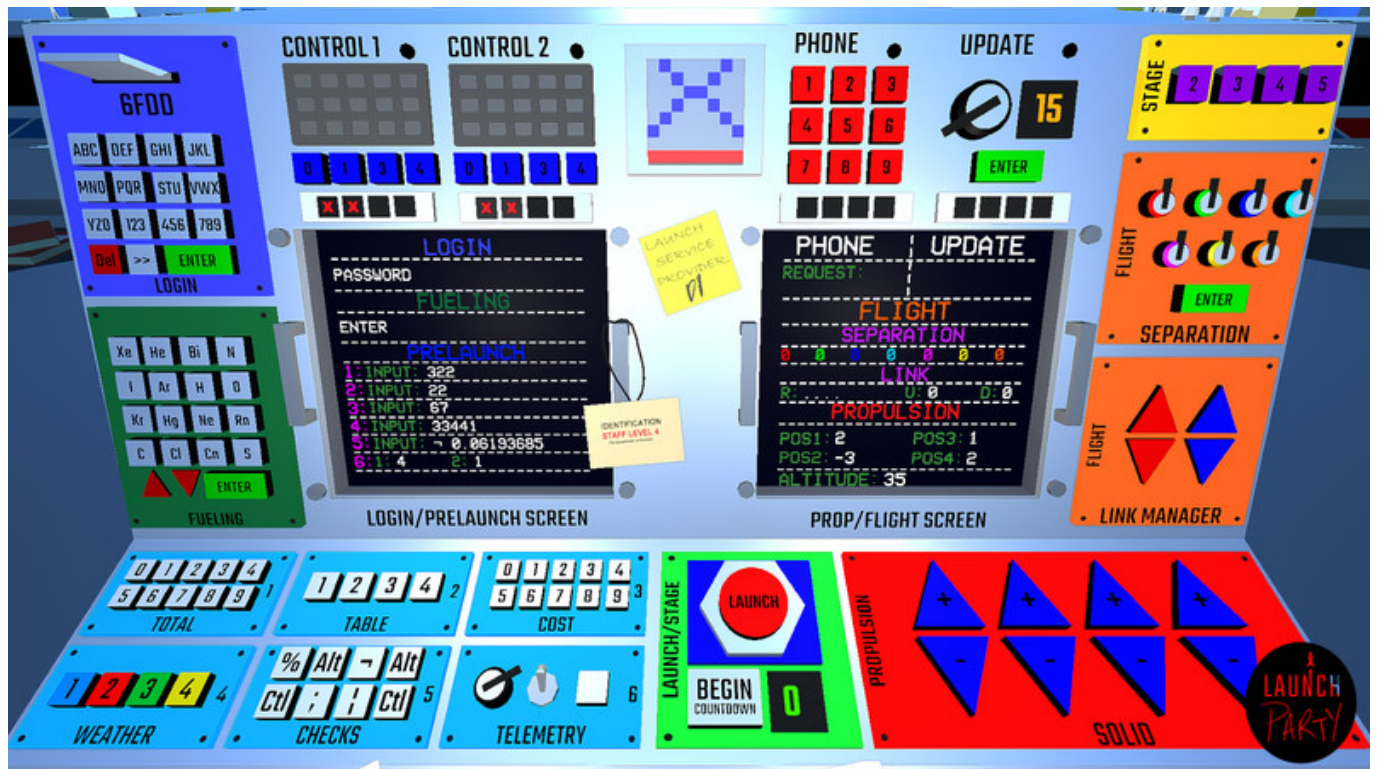 6FDD
ABC DEF GHI JKL
MNO PQR STU VWX
YZ0 123 456 789
Del >> ENTER
LOGIN
CONTROL 1
0 1 3 4
X X
CONTROL 2
0 1 3 4
X X
PHONE
1 2 3
4 5 6
7 8 9
UPDATE
15
ENTER
STAGE
2 3 4 5
FLIGHT
ENTER
SEPARATION
FLIGHT
LINK MANAGER
Xe He Bi N
I Ar H O
Kr Hg Ne Rn
C Cl Cn S
ENTER
FUELING
LOGIN
PASSWORD
FUELING
ENTER
PRELAUNCH
1: INPUT: 322
2: INPUT: 22
3: INPUT: 67
4: INPUT: 33441
5: INPUT: ¬ 0.06193685
6:1: 4 2: 1
LOGIN/PRELAUNCH SCREEN
LAUNCH
SERVICE
PROVIDER:
IDENTIFICATION
STAFF LEVEL 4
PHONE UPDATE
REQUEST:
FLIGHT
SEPARATION
0 0 0 0 0 0 0
LINK
R:.... U: 0 D: 0
PROPULSION
POS1: 2 POS3: 1
POS2: -3 POS4: 2
ALTITUDE: 35
PROP/FLIGHT SCREEN
0 1 2 3 4
5 6 7 8 9
1
TOTAL
1 2 3 4
2
TABLE
0 1 2 3 4
5 6 7 8 9
3
COST
1 2 3 4
4
WEATHER
% Alt ¬ Alt
Ctl ; ¦ Ctl
5
CHECKS
6
TELEMETRY
LAUNCH/STAGE
LAUNCH
BEGIN
COUNTDOWN
0
PROPULSION
+ + + +
- - - -
SOLID
LAUNCH
PARTY